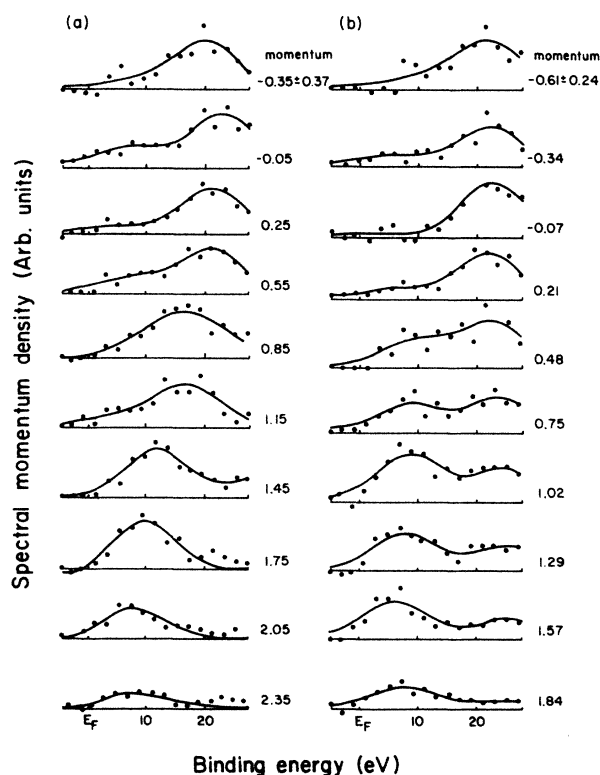 (a)
(b)
momentum
-0.35±0.37
-0.05
0.25
0.55
0.85
1.15
1.45
1.75
2.05
2.35
momentum
-0.61±0.24
-0.34
-0.07
0.21
0.48
0.75
1.02
1.29
1.57
1.84
Spectral momentum density (Arb. units)
EF 10 20
EF 10 20
Binding energy (eV)